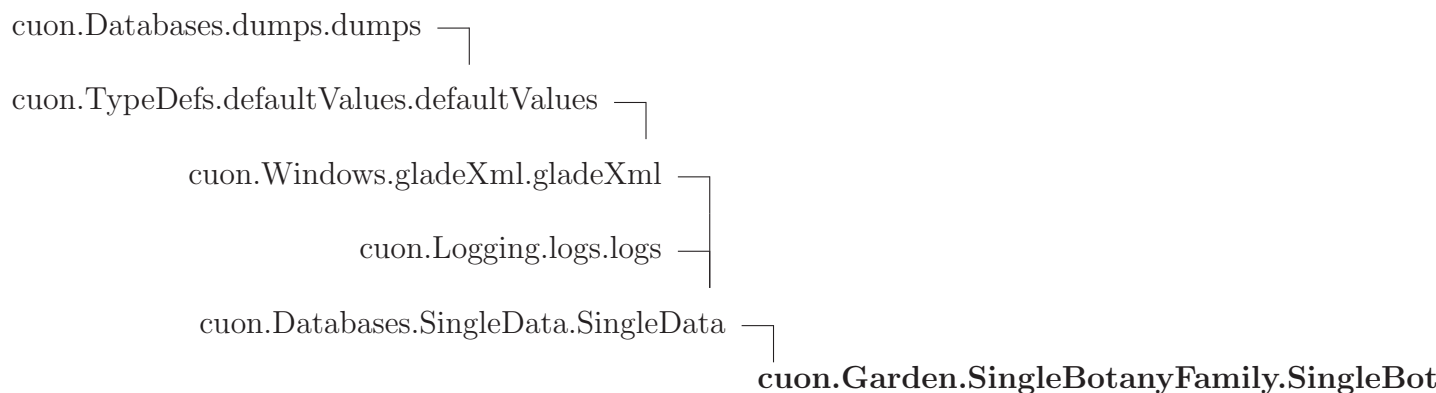 cuon.Databases.dumps.dumps
cuon.TypeDefs.defaultValues.defaultValues
cuon.Windows.gladeXml.gladeXml
cuon.Logging.logs.logs
cuon.Databases.SingleData.SingleData
cuon.Garden.SingleBotanyFamily.SingleBot